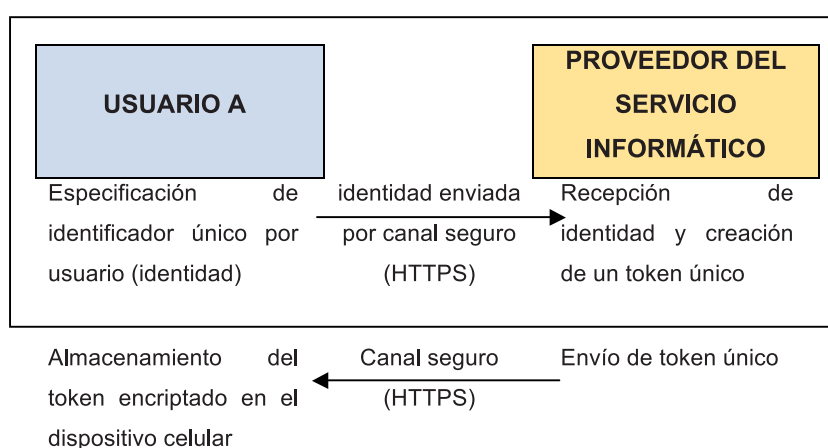 USUARIO A
PROVEEDOR DEL
SERVICIO
INFORMÁTICO
Especificación de
identificador único por
usuario (identidad)
identidad enviada
por canal seguro
(HTTPS)
Recepción de
identidad y creación
de un token único
Almacenamiento del
token encriptado en el
dispositivo celular
Canal seguro
(HTTPS)
Envío de token único